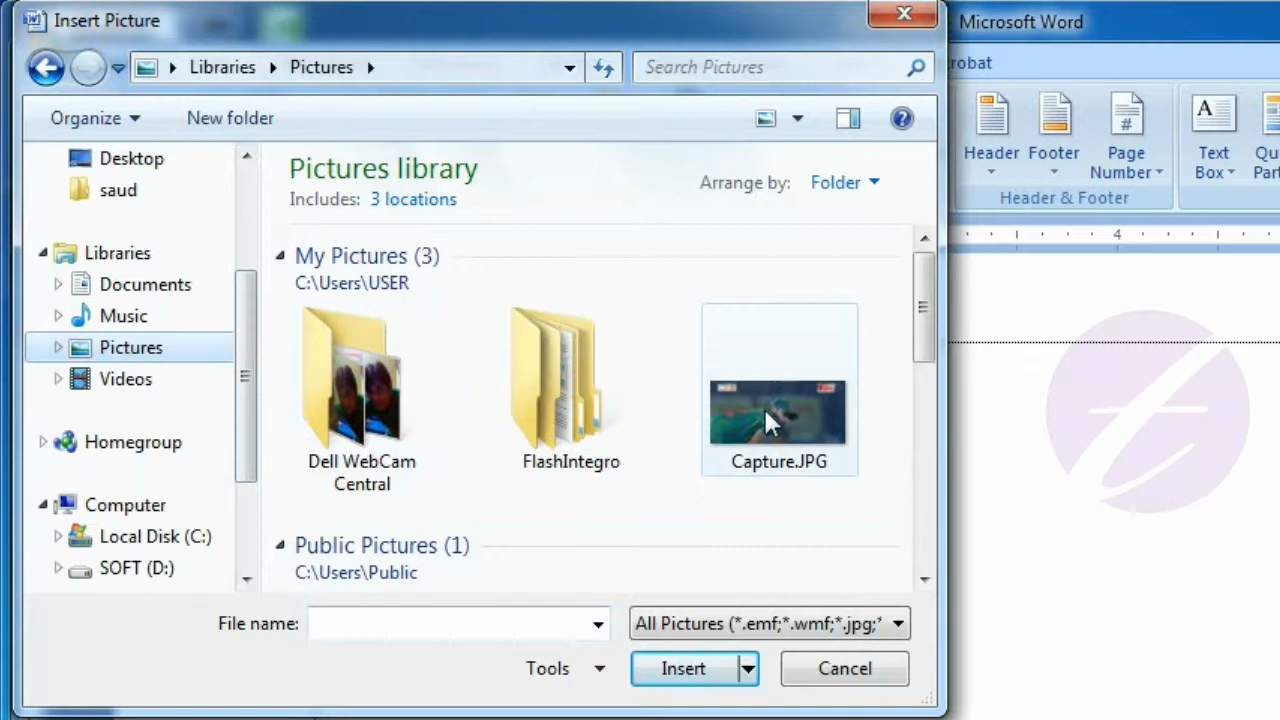 Insert Picture
Microsoft Word
Libraries
Pictures
Search Pictures
Organize
New folder
Desktop
saud
Libraries
Documents
Music
Pictures
Videos
Homegroup
Computer
Local Disk (C:)
SOFT (D:)
Pictures library
Includes: 3 locations
Arrange by: Folder
My Pictures (3)
C:\Users\USER
Dell WebCam
Central
FlashIntegro
Capture.JPG
Public Pictures (1)
C:\Users\Public
File name:
All Pictures (*.emf;*.wmf;*.jpg;*
Tools
Insert
Cancel
robat
Header
Footer
Page
Number
Text
Box
A
#
Header & Footer
4